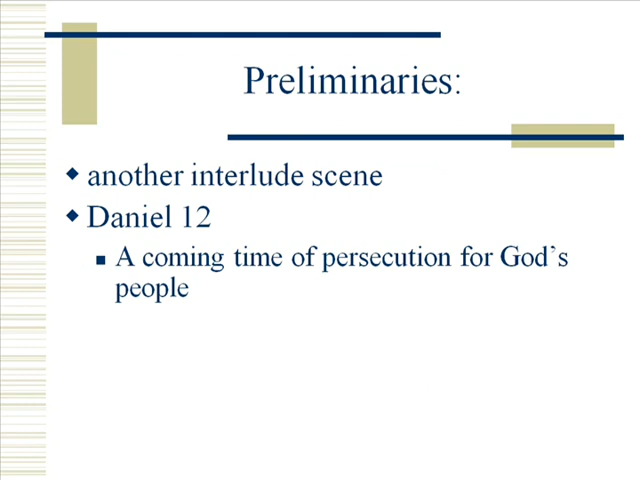 Preliminaries:
another interlude scene
Daniel 12
A coming time of persecution for God's
people